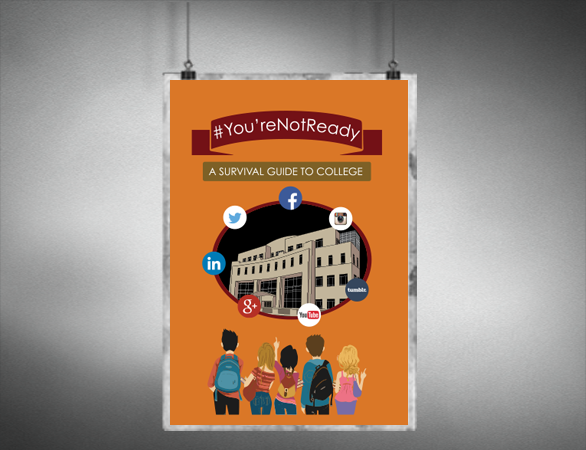 #You'reNotReady
A SURVIVAL GUIDE TO COLLEGE
f
in
tumblr.
g+
YouTube